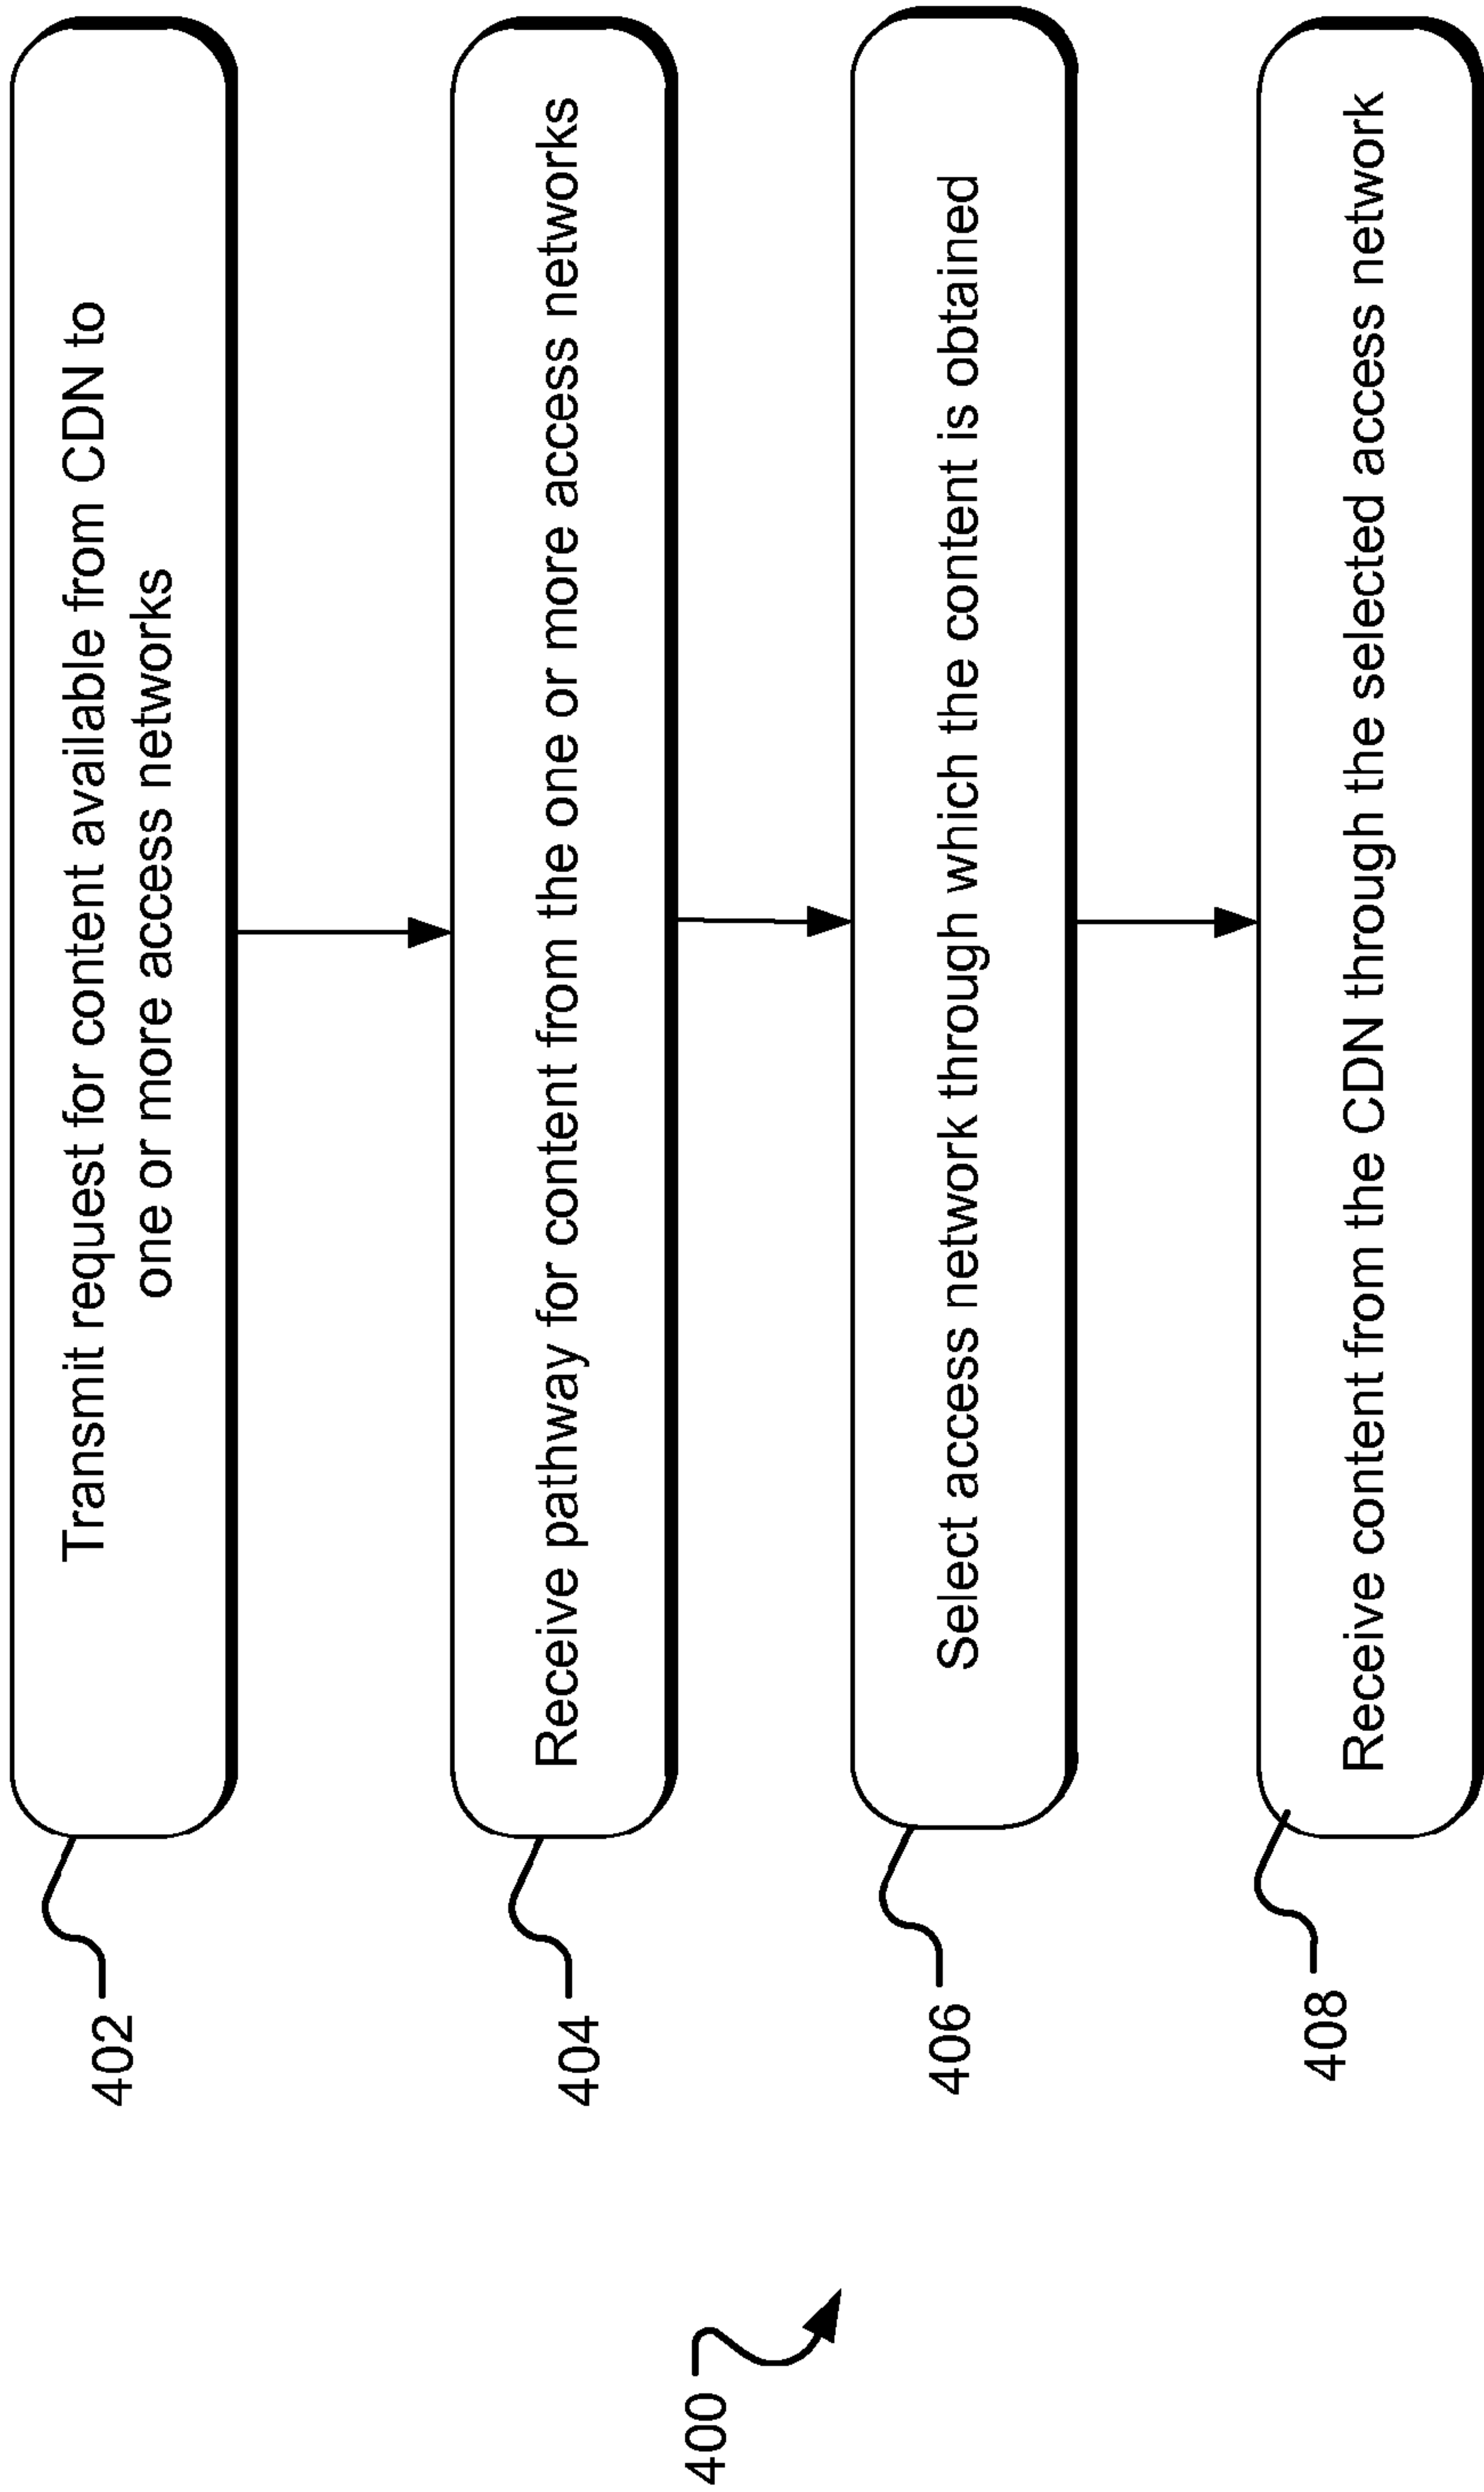 400
402
Transmit request for content available from CDN to
one or more access networks
404
Receive pathway for content from the one or more access networks
406
Select access network through which the content is obtained
408
Receive content from the CDN through the selected access network